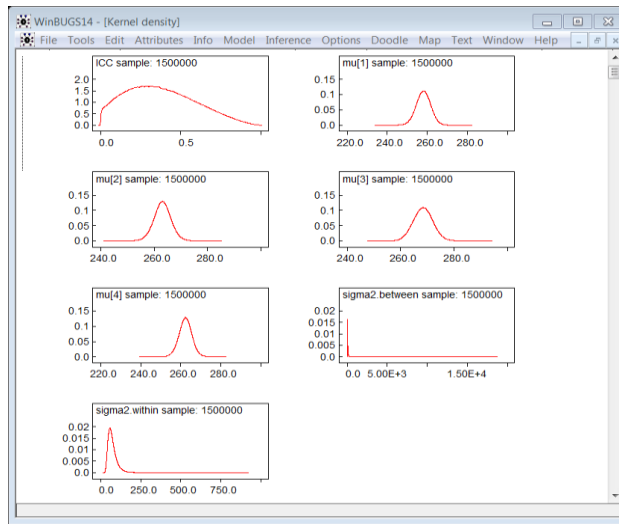 WinBUGS14 - [Kernel density]
File Tools Edit Attributes Info Model Inference Options Doodle Map Text Window Help
ICC sample: 1500000
2.0
1.5
1.0
0.5
0.0
0.0 0.5
mu[1] sample: 1500000
0.15
0.1
0.05
0.0
220.0 240.0 260.0 280.0
mu[2] sample: 1500000
0.15
0.1
0.05
0.0
240.0 260.0 280.0
mu[3] sample: 1500000
0.15
0.1
0.05
0.0
240.0 260.0 280.0
mu[4] sample: 1500000
0.15
0.1
0.05
0.0
220.0 240.0 260.0 280.0
sigma2.between sample: 1500000
0.02
0.015
0.01
0.005
0.0
0.0 5.00E+3 1.50E+4
sigma2.within sample: 1500000
0.02
0.015
0.01
0.005
0.0
0.0 250.0 500.0 750.0